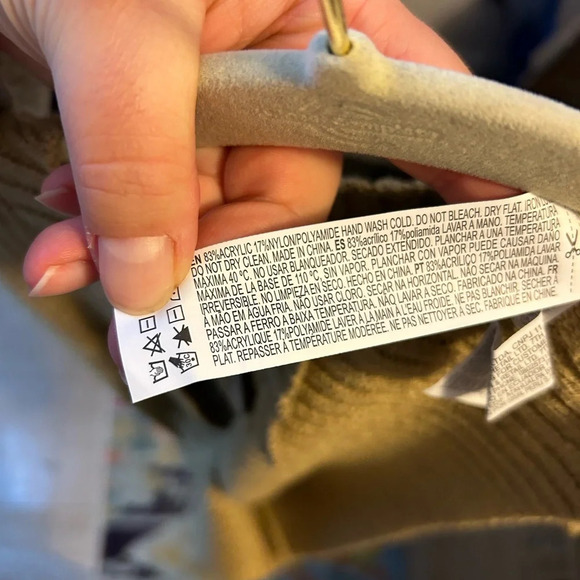 EN 83%ACRYLIC 17%NYLON/POLYAMIDE HAND WASH COLD. DO NOT BLEACH. DRY FLAT. IRON
DO NOT DRY CLEAN. MADE IN CHINA. ES 83%acrílico 17%poliamida LAVAR A MANO. TEMPERATURA
MAXIMA 40 ºC. NO USAR BLANQUEADOR. SECADO EXTENDIDO. PLANCHAR A UNA TEMPERATURA
MÁXIMA DE LA BASE DE 110 ºC, SIN VAPOR. PLANCHAR CON VAPOR PUEDE CAUSAR DAÑO
IRREVERSIBLE. NO LIMPIEZA EN SECO. HECHO EN CHINA. PT 83%ACRÍLICO 17%POLIAMIDA LAVAR
À MÃO EM ÁGUA FRIA. NÃO USAR CLORO. SECAR NA HORIZONTAL. NÃO SECAR NA MÁQUINA.
PASSAR A FERRO A BAIXA TEMPERATURA. NÃO LAVAR À SECO. FABRICADO NA CHINA. FR
83%ACRYLIQUE 17%POLYAMIDE LAVER À LA MAIN À L'EAU FROIDE. NE PAS BLANCHIR. SÉCHER À
PLAT. REPASSER À TEMPÉRATURE MODÉRÉE. NE PAS NETTOYER À SEC. FABRIQUÉ EN CHINE.